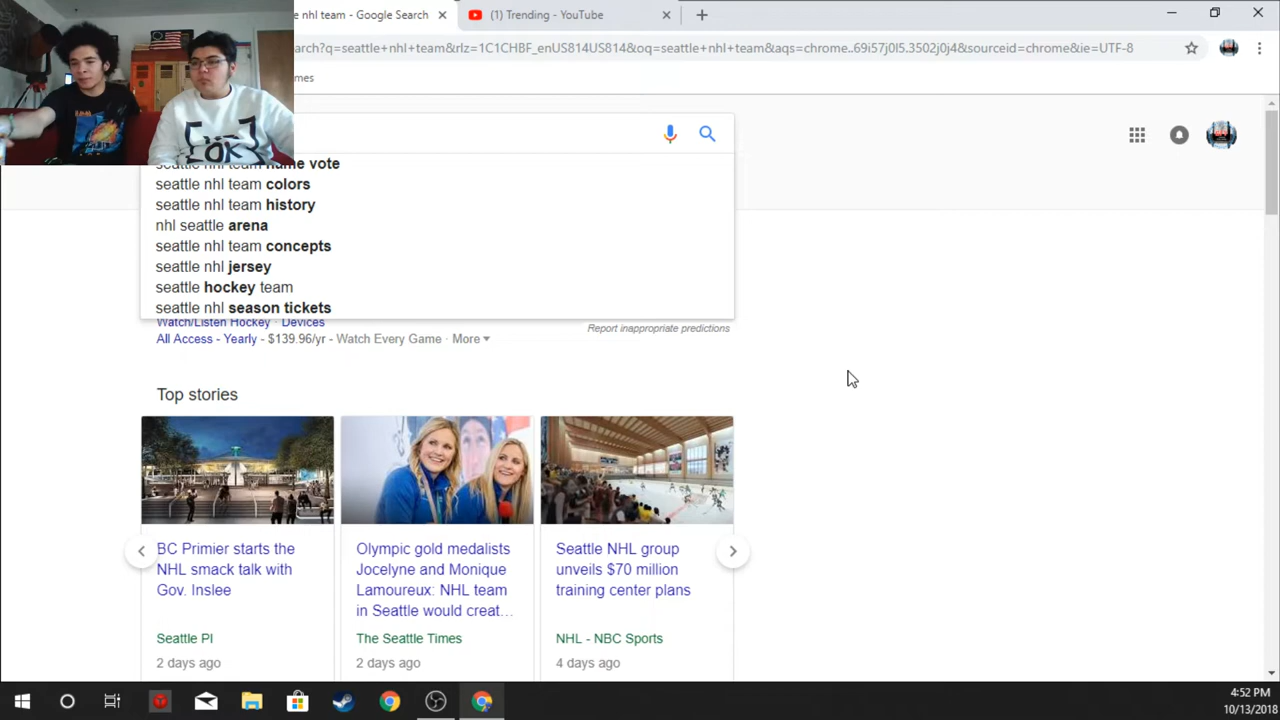 e nhl team - Google Search
(1) Trending - YouTube
search?q=seattle+nhl+team&rlz=1C1CHBF_enUS814US814&oq=seattle+nhl+team&aqs=chrome..69i57j0l5.3502j0j4&sourceid=chrome&ie=UTF-8
mes
OK
seattle nhl team name vote
seattle nhl team colors
seattle nhl team history
nhl seattle arena
seattle nhl team concepts
seattle nhl jersey
seattle hockey team
seattle nhl season tickets
Watch/Listen Hockey · Devices
Report inappropriate predictions
All Access - Yearly - $139.96/yr - Watch Every Game · More
Top stories
BC Primier starts the
NHL smack talk with
Gov. Inslee
Seattle PI
2 days ago
Olympic gold medalists
Jocelyne and Monique
Lamoureux: NHL team
in Seattle would creat...
The Seattle Times
2 days ago
Seattle NHL group
unveils $70 million
training center plans
NHL - NBC Sports
4 days ago
4:52 PM
10/13/2018